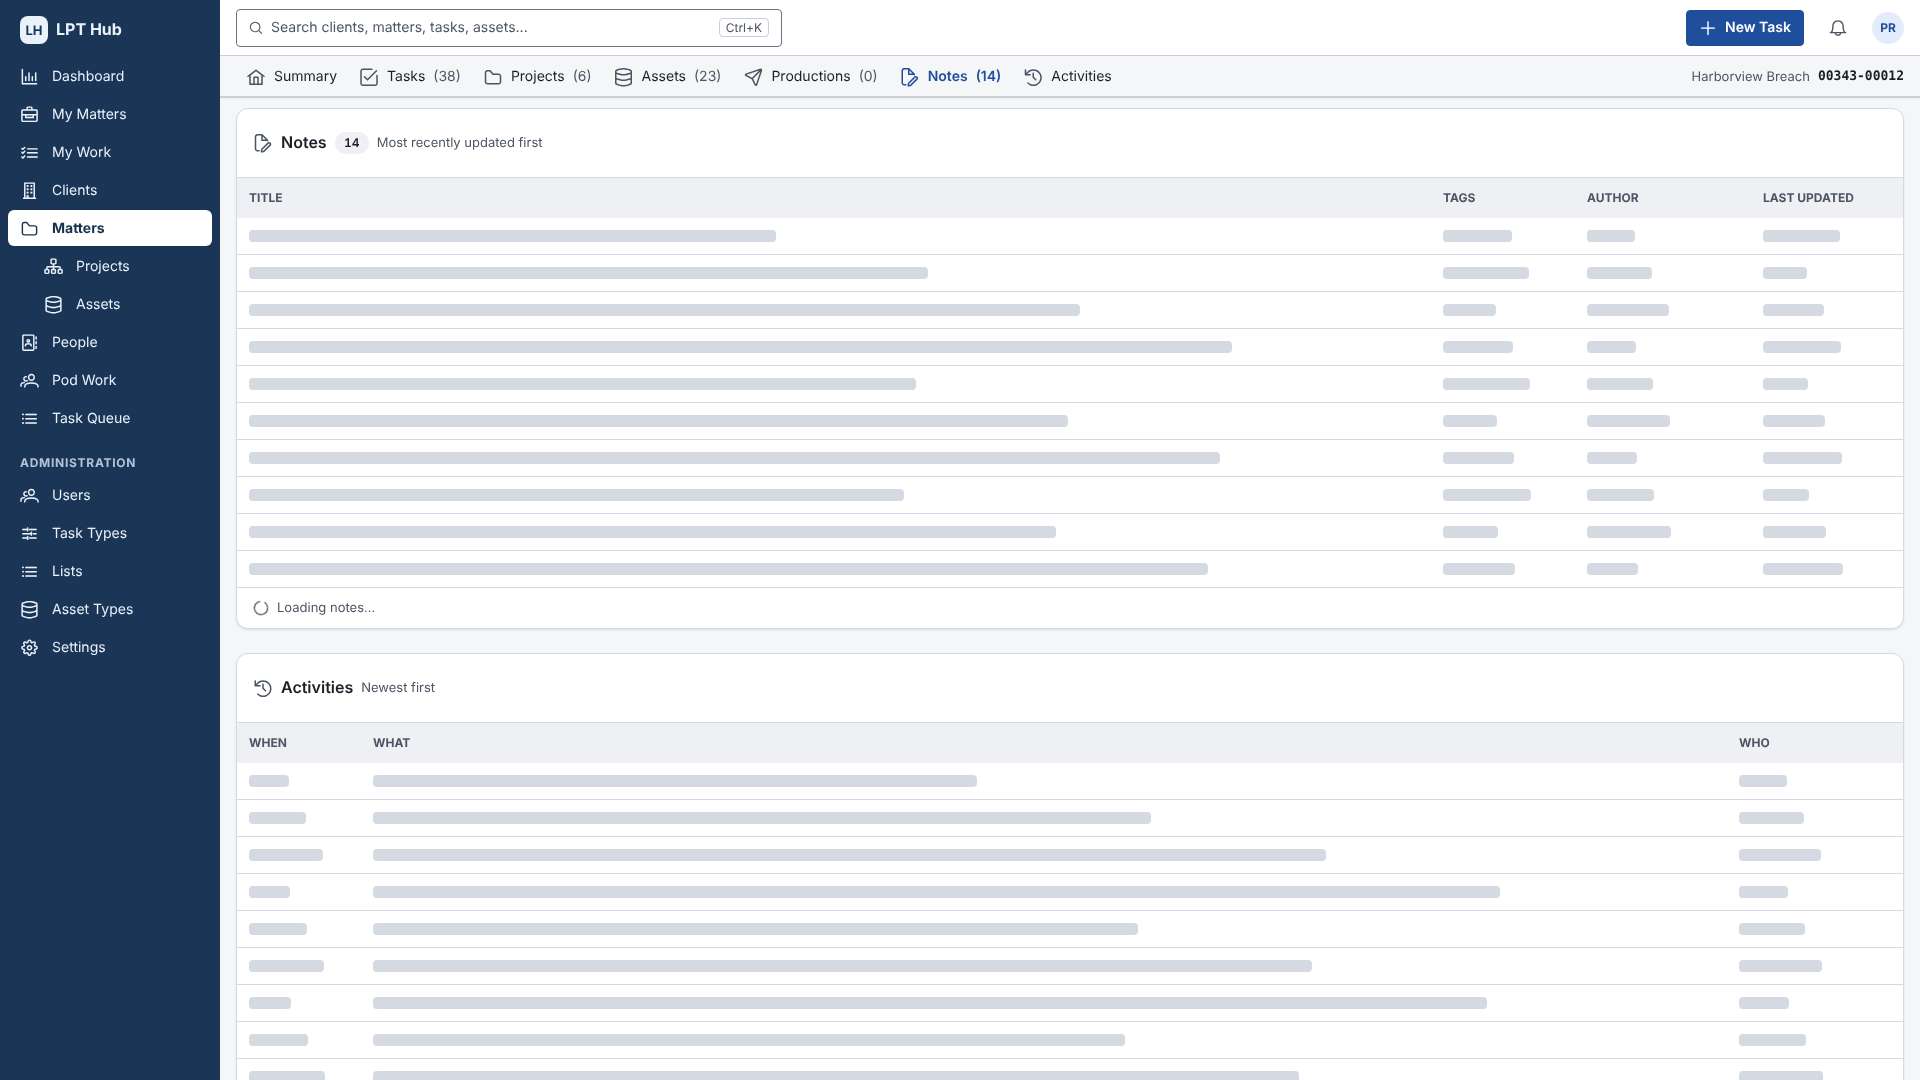 LH LPT Hub
Search clients, matters, tasks, assets... Ctrl+K
New Task
PR
Dashboard
My Matters
My Work
Clients
Matters
Projects
Assets
People
Pod Work
Task Queue
ADMINISTRATION
Users
Task Types
Lists
Asset Types
Settings
Summary Tasks (38) Projects (6) Assets (23) Productions (0) Notes (14) Activities
Harborview Breach 00343-00012
Notes 14 Most recently updated first
TITLE TAGS AUTHOR LAST UPDATED
Loading notes...
Activities Newest first
WHEN WHAT WHO